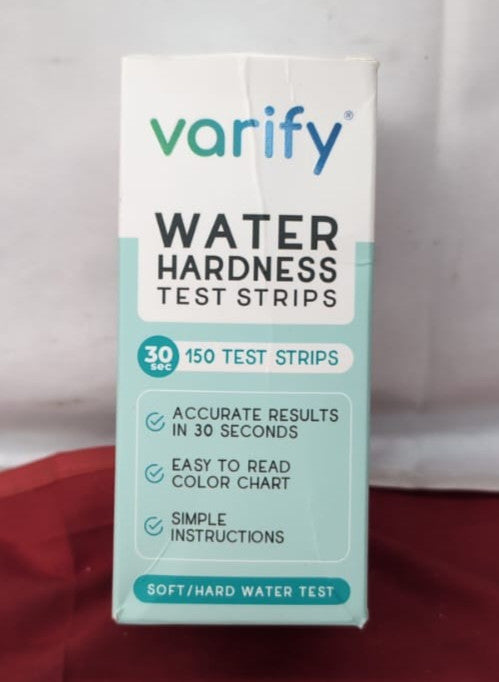 varify®
WATER
HARDNESS
TEST STRIPS
30
sec
150 TEST STRIPS
ACCURATE RESULTS
IN 30 SECONDS
EASY TO READ
COLOR CHART
SIMPLE
INSTRUCTIONS
SOFT/HARD WATER TEST